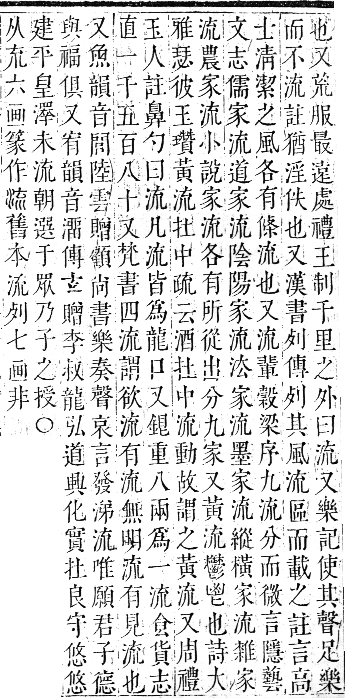 也又荒服最遠處禮王制千里之外曰流又樂記使其聲足樂
而不流註猶淫佚也又漢書列傳列其風流區而載之註言高
士清潔之風各有條流也又流輩穀梁序九流分而微言隱藝
文志儒家流道家流陰陽家流法家流墨家流縱橫家流雜家
流農家流小說家流各有所從出分九家又黃流鬱鬯也詩大
雅瑟彼玉瓚黃流在中疏云酒在中流動故謂之黃流又周禮
玉人註鼻勺曰流凡流皆爲龍口又銀重八兩爲一流食貨志
直一千五百八十又梵書四流謂欲流有流無明流有見流也
又魚韻音閭陸雲贈顧尚書樂奏聲哀言發涕流唯願君子德
與福俱又宥韻音溜傅玄贈李叔龍弘道興化實在良守悠悠
建平皇澤未流朝選于眾乃子之授○
从㐬六画篆作㳅舊本流列七画非